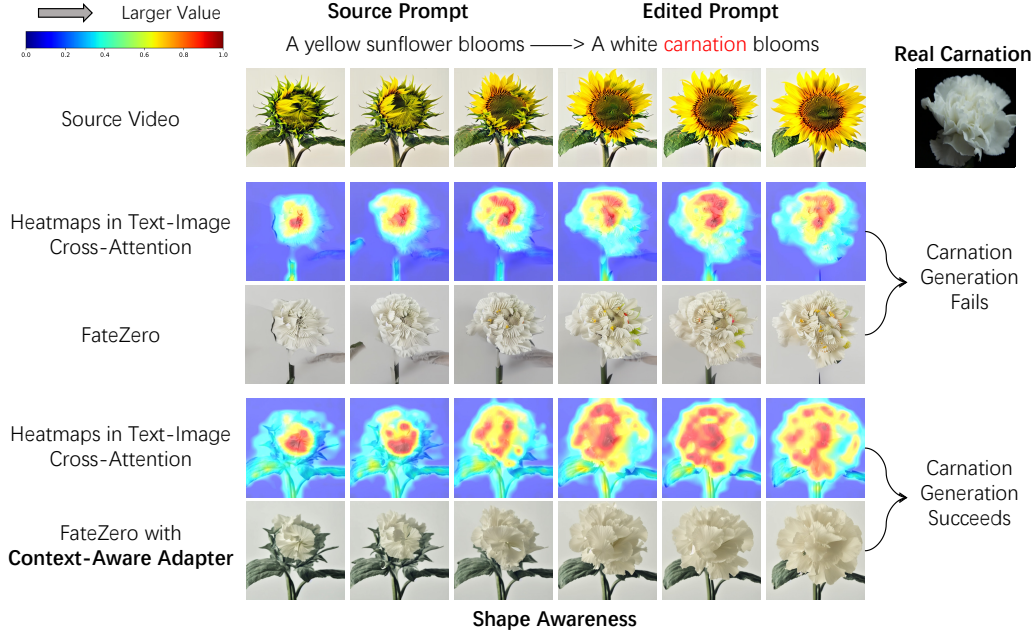 Larger Value
0.0 0.2 0.4 0.6 0.8 1.0
Source Prompt
Edited Prompt
A yellow sunflower blooms ——> A white carnation blooms
Real Carnation
Source Video
Heatmaps in Text-Image
Cross-Attention
FateZero
Carnation
Generation
Fails
Heatmaps in Text-Image
Cross-Attention
FateZero with
Context-Aware Adapter
Carnation
Generation
Succeeds
Shape Awareness